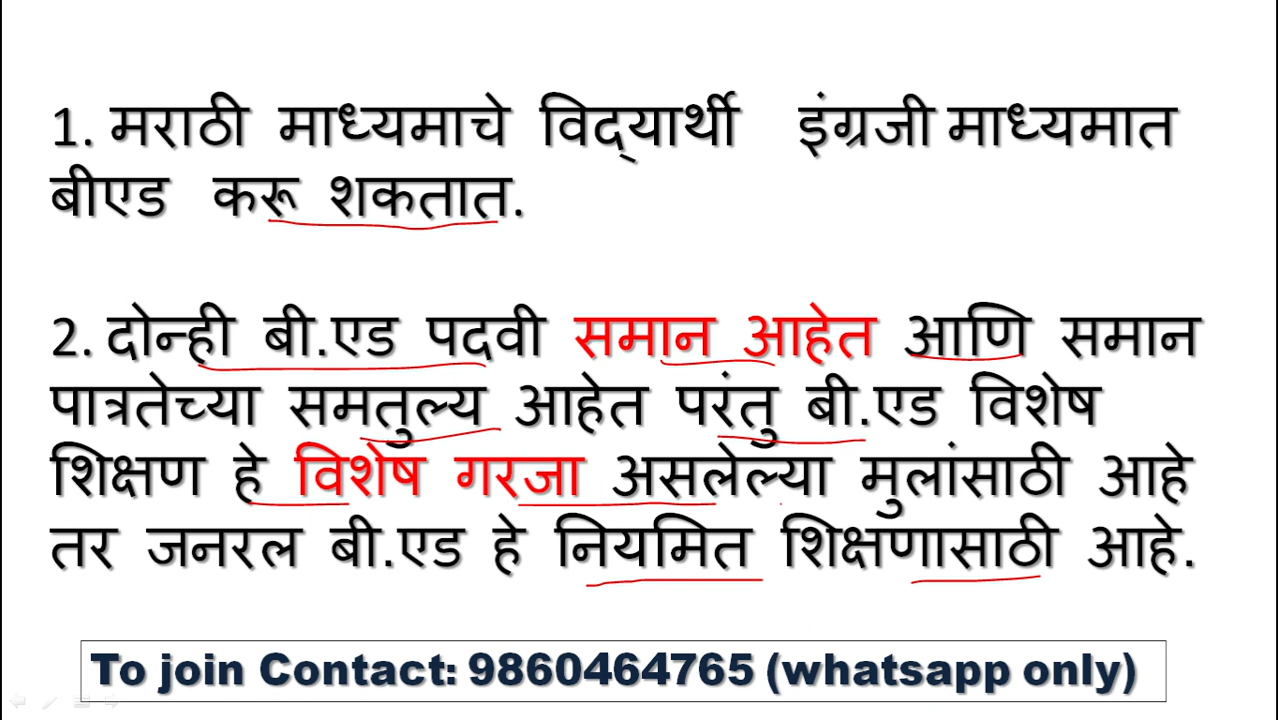 1. मराठी माध्यमाचे विद्‌यार्थी इंग्रजी माध्यमात
बीएड करू शकतात.
2. दोन्ही बी.एड पदवी समान आहेत आणि समान
पात्रतेच्या समतुल्य आहेत परंतु बी.एड विशेष
शिक्षण हे विशेष गरजा असलेल्या मुलांसाठी आहे
तर जनरल बी.एड हे नियमित शिक्षणासाठी आहे.
To join Contact: 9860464765 (whatsapp only)